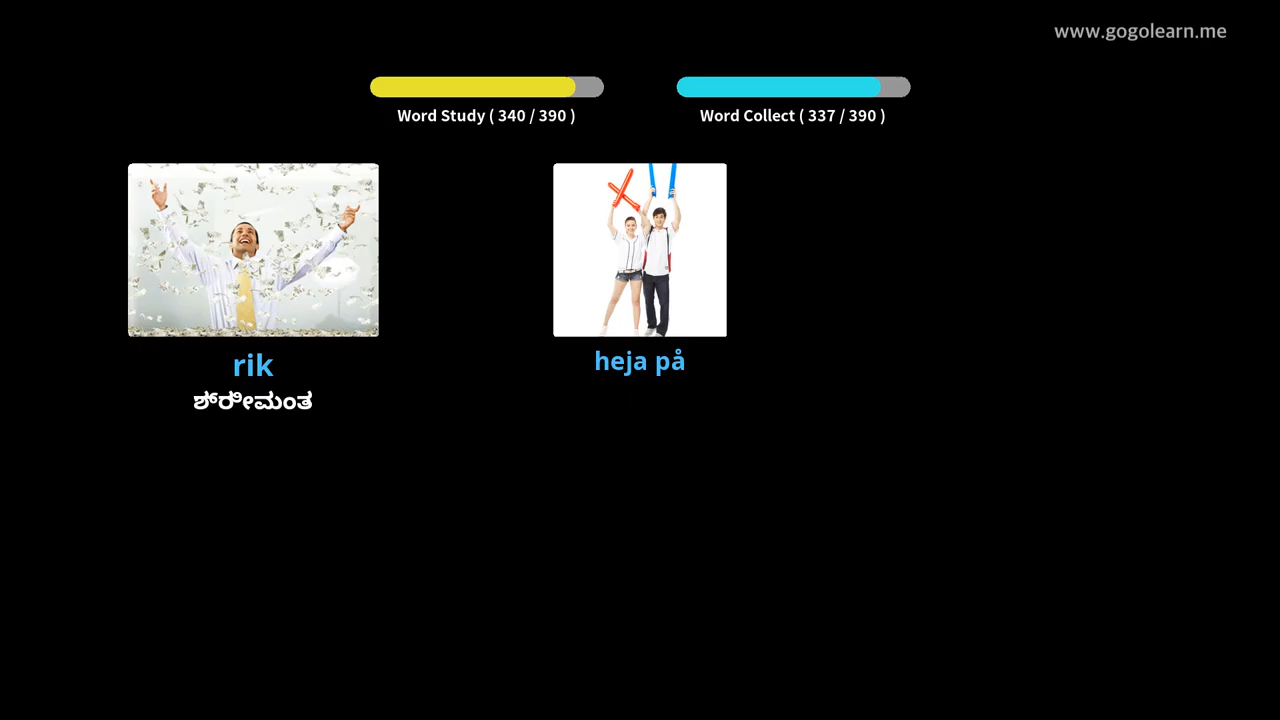 www.gogolearn.me
Word Study ( 340 / 390 )
Word Collect ( 337 / 390 )
rik
ಶ್ರೀಮಂತ
heja på